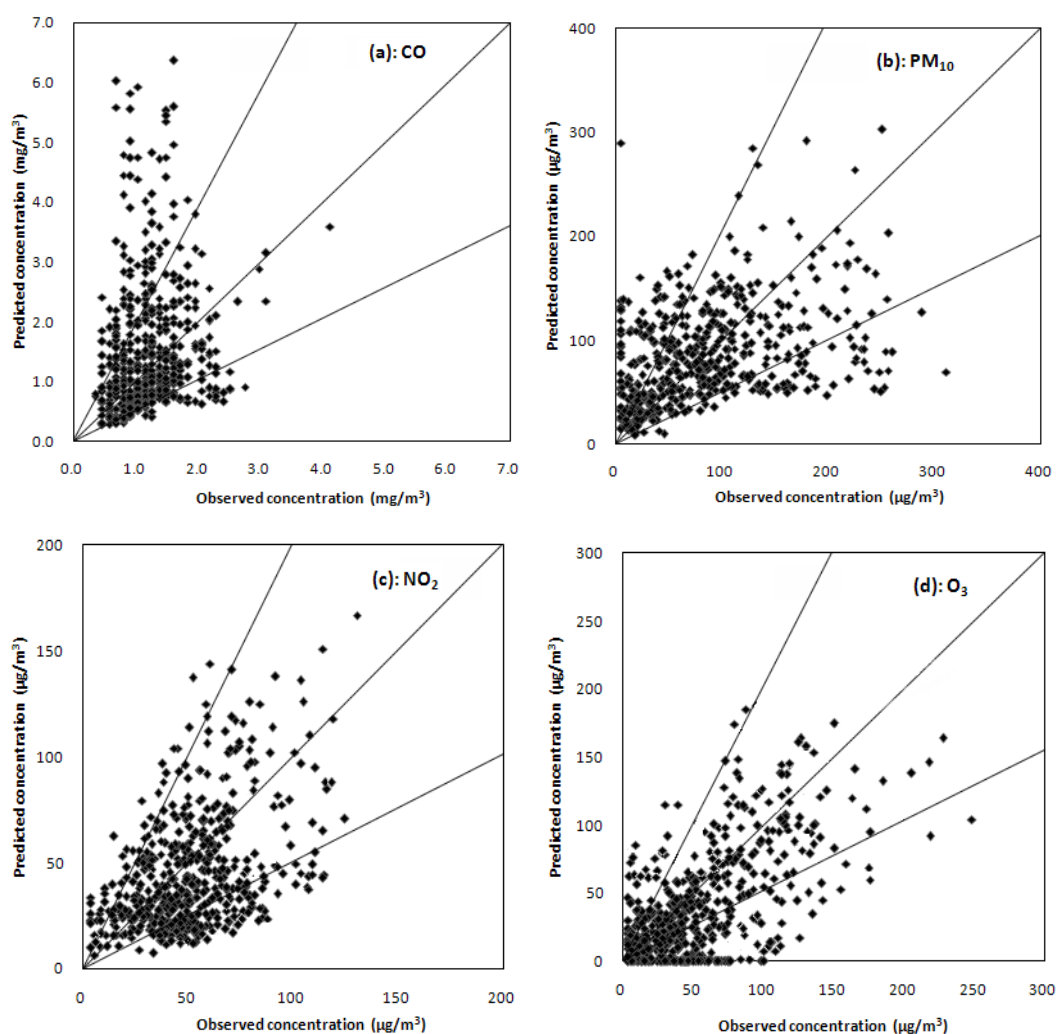 (a): CO
Predicted concentration (mg/m³)
7.0
6.0
5.0
4.0
3.0
2.0
1.0
0.0
0.0 1.0 2.0 3.0 4.0 5.0 6.0 7.0
Observed concentration (mg/m³)
(b): PM₁₀
Predicted concentration (µg/m³)
400
300
200
100
0
0 100 200 300 400
Observed concentration (µg/m³)
(c): NO₂
Predicted concentration (µg/m³)
200
150
100
50
0
0 50 100 150 200
Observed concentration (µg/m³)
(d): O₃
Predicted concentration (µg/m³)
300
250
200
150
100
50
0
0 50 100 150 200 250 300
Observed concentration (µg/m³)